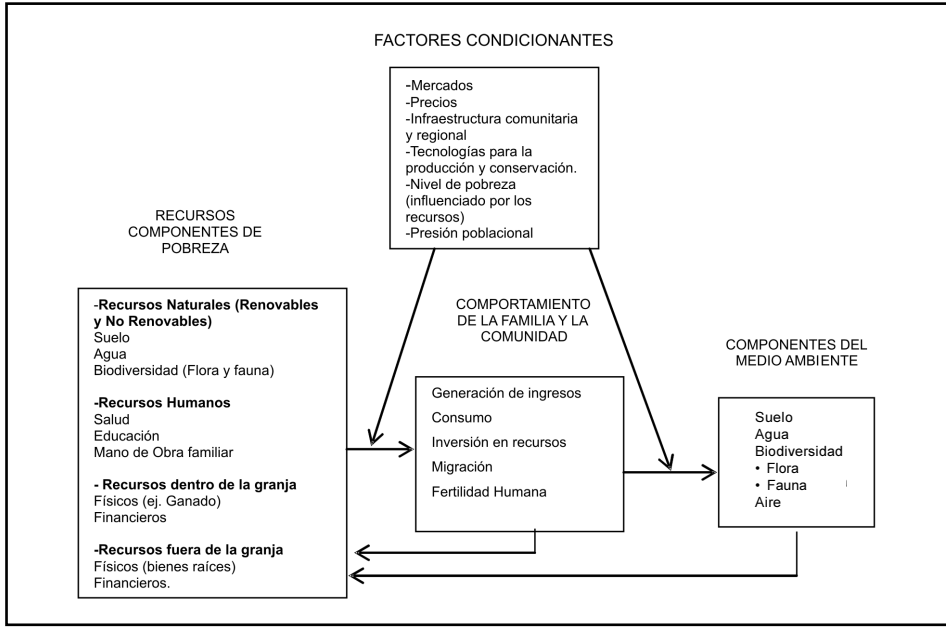 FACTORES CONDICIONANTES
-Mercados
-Precios
-Infraestructura comunitaria
y regional
-Tecnologías para la
producción y conservación.
-Nivel de pobreza
(influenciado por los
recursos)
-Presión poblacional
RECURSOS
COMPONENTES DE
POBREZA
-Recursos Naturales (Renovables
y No Renovables)
Suelo
Agua
Biodiversidad (Flora y fauna)
-Recursos Humanos
Salud
Educación
Mano de Obra familiar
- Recursos dentro de la granja
Físicos (ej. Ganado)
Financieros
-Recursos fuera de la granja
Físicos (bienes raíces)
Financieros.
COMPORTAMIENTO
DE LA FAMILIA Y LA
COMUNIDAD
Generación de ingresos
Consumo
Inversión en recursos
Migración
Fertilidad Humana
COMPONENTES DEL
MEDIO AMBIENTE
Suelo
Agua
Biodiversidad
• Flora
• Fauna
Aire